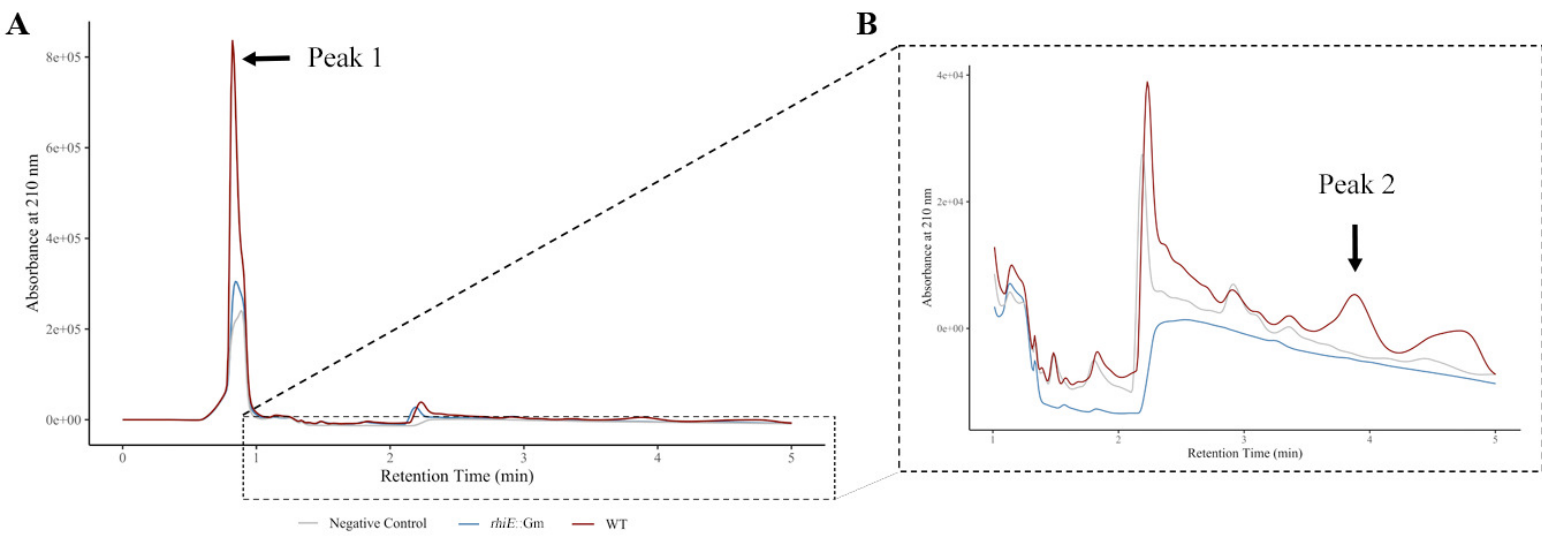 A
Peak 1
8e+05
6e+05
4e+05
2e+05
0e+00
Absorbance at 210 nm
0 1 2 3 4 5
Retention Time (min)
Negative Control rhiE::Gm WT
B
Peak 2
4e+04
2e+04
0e+00
Absorbance at 210 nm
1 2 3 4 5
Retention Time (min)